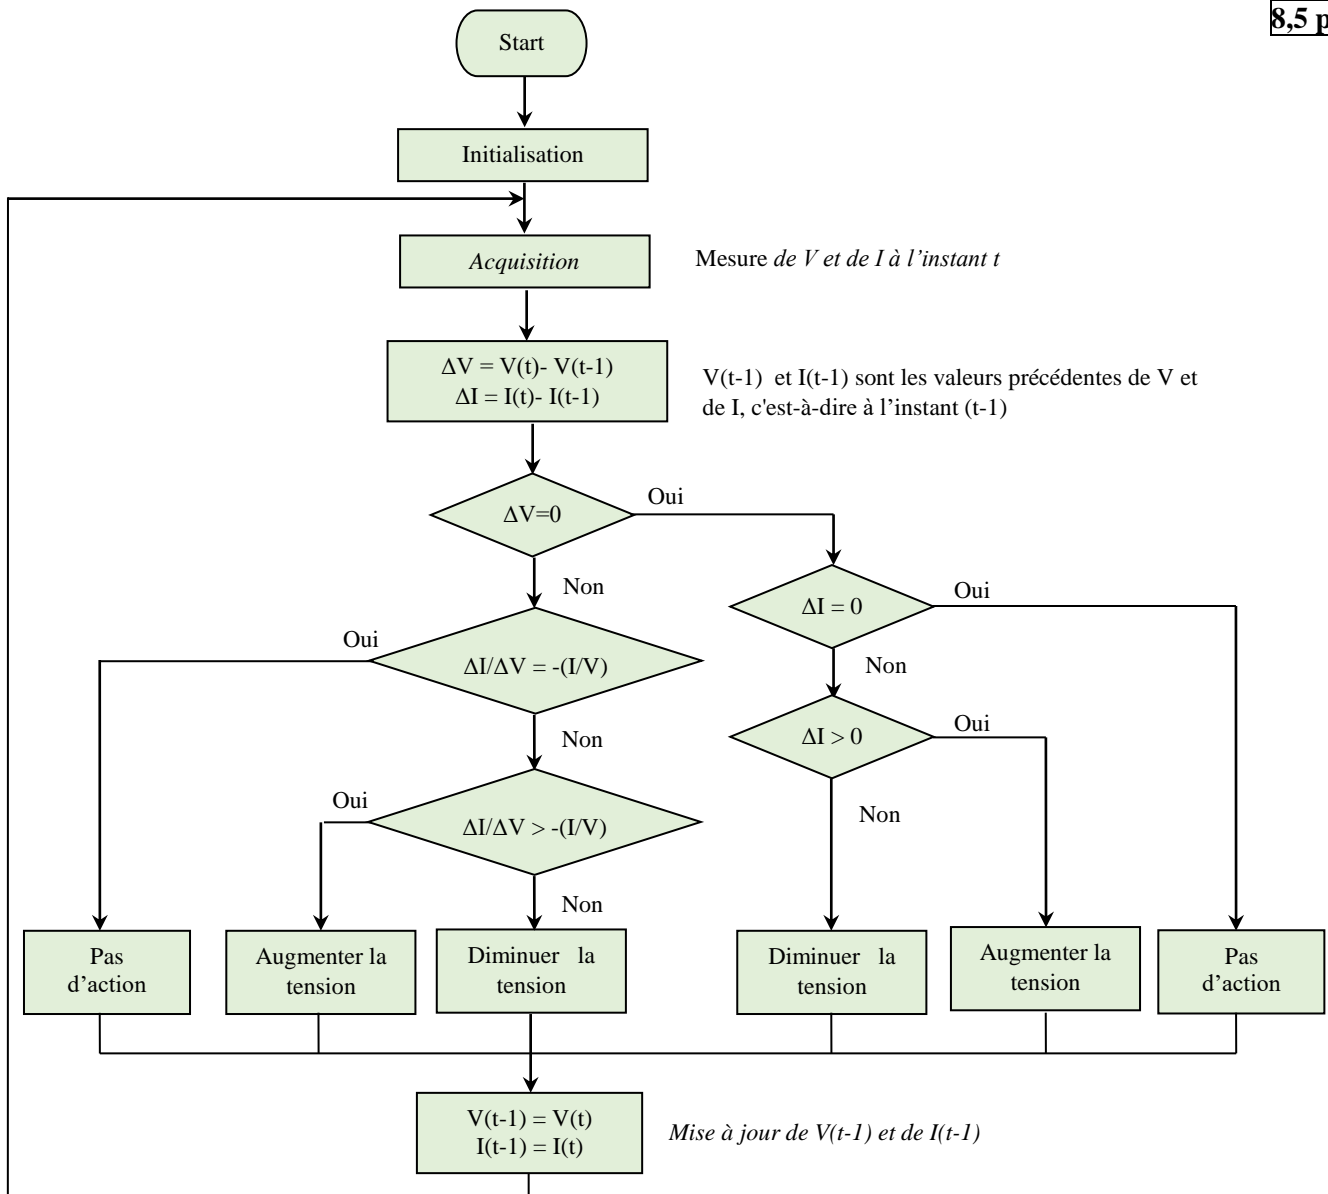 8,5 p
Start
Initialisation
Acquisition
Mesure de V et de I à l’instant t
ΔV = V(t)- V(t-1)
ΔI = I(t)- I(t-1)
V(t-1) et I(t-1) sont les valeurs précédentes de V et
de I, c'est-à-dire à l’instant (t-1)
ΔV=0
Oui
Non
ΔI = 0
Oui
Non
Oui
ΔI/ΔV = -(I/V)
Non
ΔI > 0
Oui
Non
Oui
ΔI/ΔV > -(I/V)
Non
Pas
d’action
Augmenter la
tension
Diminuer la
tension
Diminuer la
tension
Augmenter la
tension
Pas
d’action
V(t-1) = V(t)
I(t-1) = I(t)
Mise à jour de V(t-1) et de I(t-1)